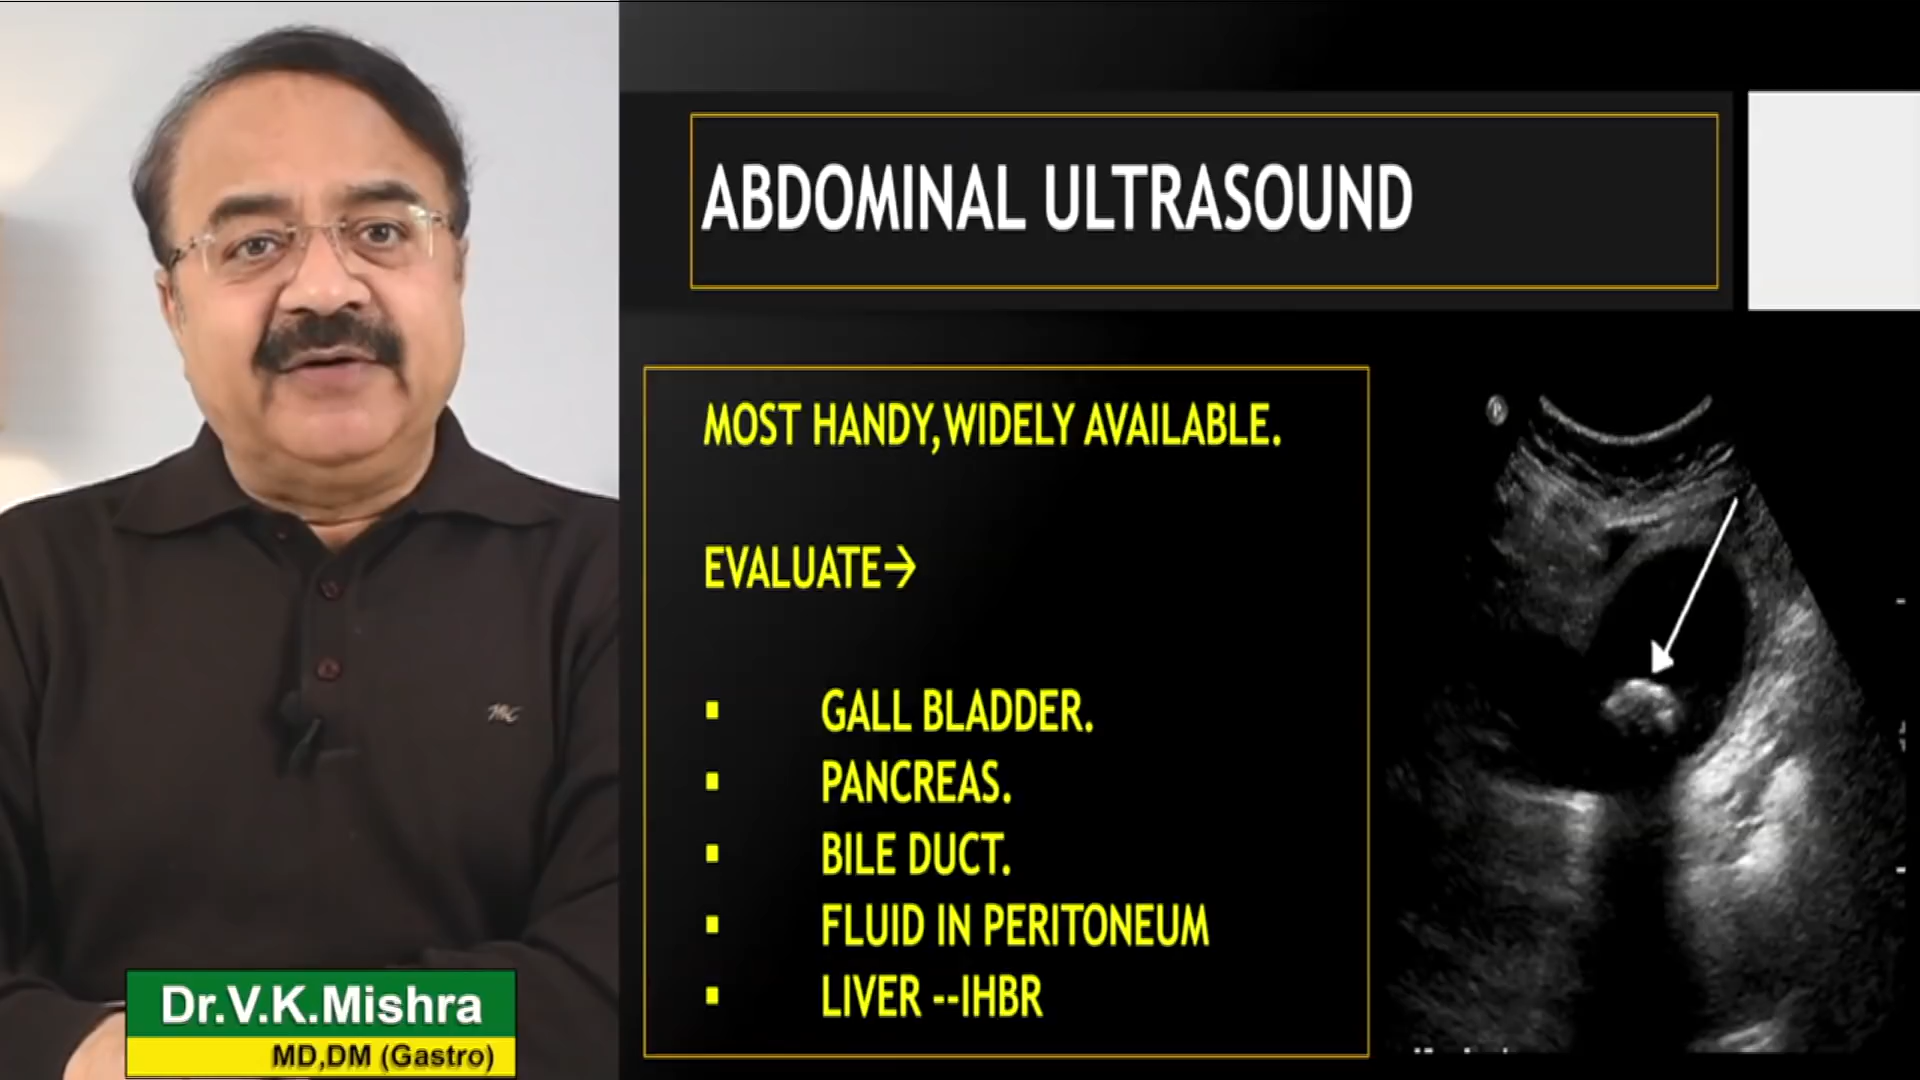 ABDOMINAL ULTRASOUND
MOST HANDY,WIDELY AVAILABLE.
EVALUATE→
▪ GALL BLADDER.
▪ PANCREAS.
▪ BILE DUCT.
▪ FLUID IN PERITONEUM
▪ LIVER --IHBR
P
Dr.V.K.Mishra
MD,DM (Gastro)